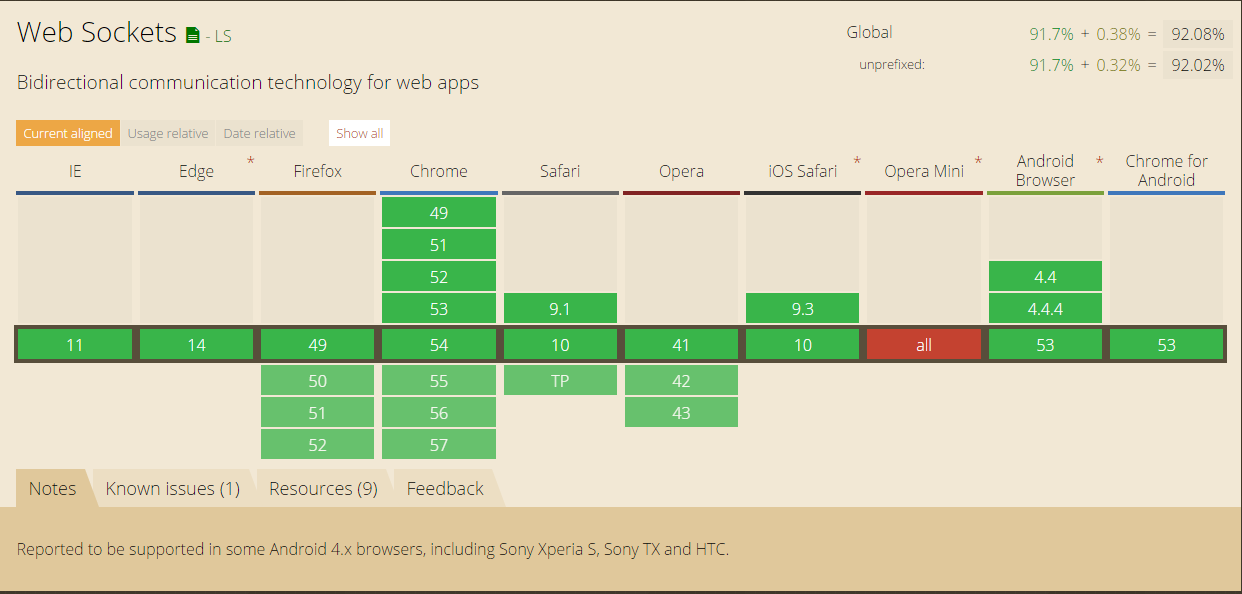 Web Sockets - LS
Global 91.7% + 0.38% = 92.08%
unprefixed: 91.7% + 0.32% = 92.02%
Bidirectional communication technology for web apps
Current aligned Usage relative Date relative Show all
IE Edge * Firefox Chrome Safari Opera iOS Safari * Opera Mini * Android Browser * Chrome for Android
49
51
52 4.4
53 9.1 9.3 4.4.4
11 14 49 54 10 41 10 all 53 53
50 55 TP 42
51 56 43
52 57
Notes Known issues (1) Resources (9) Feedback
Reported to be supported in some Android 4.x browsers, including Sony Xperia S, Sony TX and HTC.